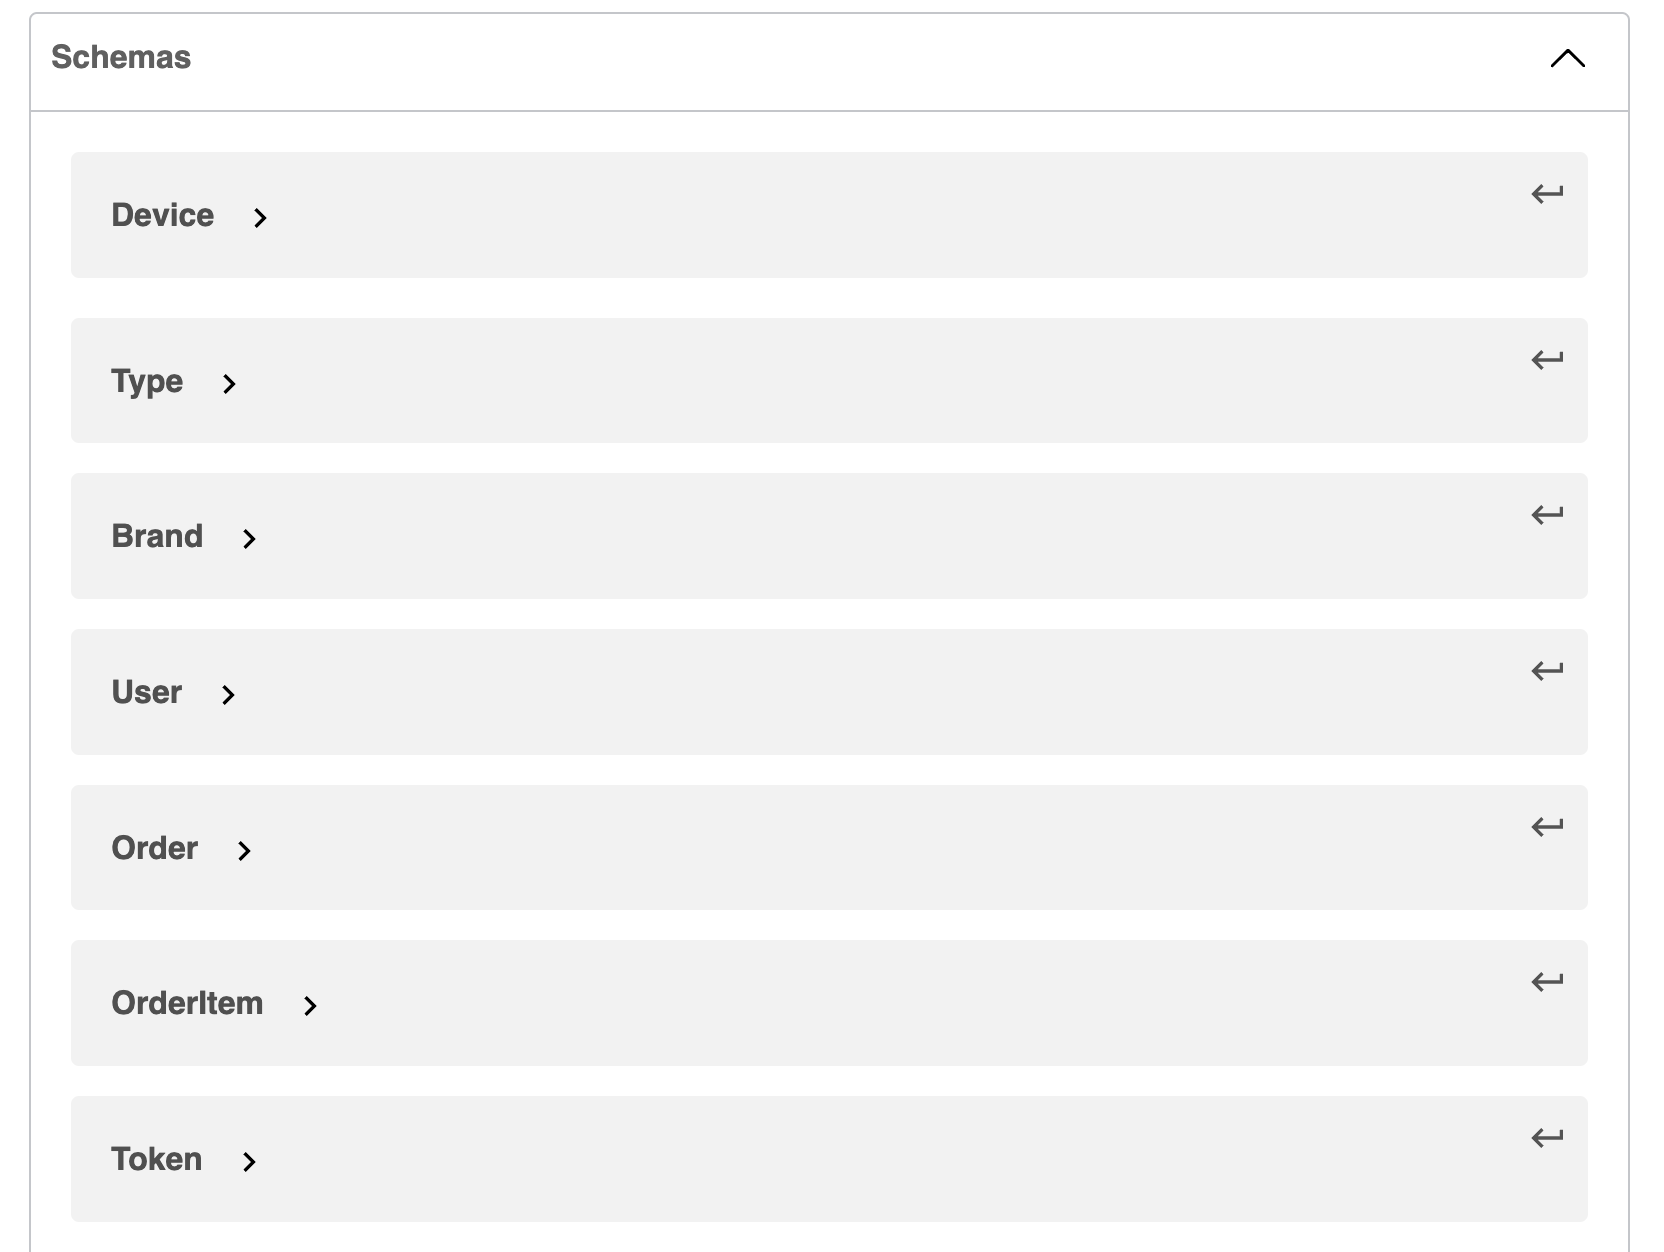 Schemas
Device
Type
Brand
User
Order
OrderItem
Token